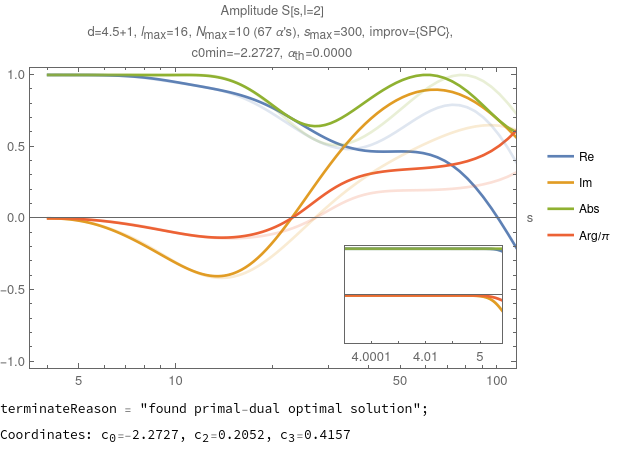 Amplitude S[s,l=2]
d=4.5+1, lmax=16, Nmax=10 (67 α's), smax=300, improv={SPC},
c0min=−2.2727, αth=0.0000
1.0
0.5
0.0
−0.5
−1.0
5
10
50
100
s
Re
Im
Abs
Arg/π
4.0001
4.01
5
terminateReason = "found primal-dual optimal solution";
Coordinates: c0=-2.2727, c2=0.2052, c3=0.4157